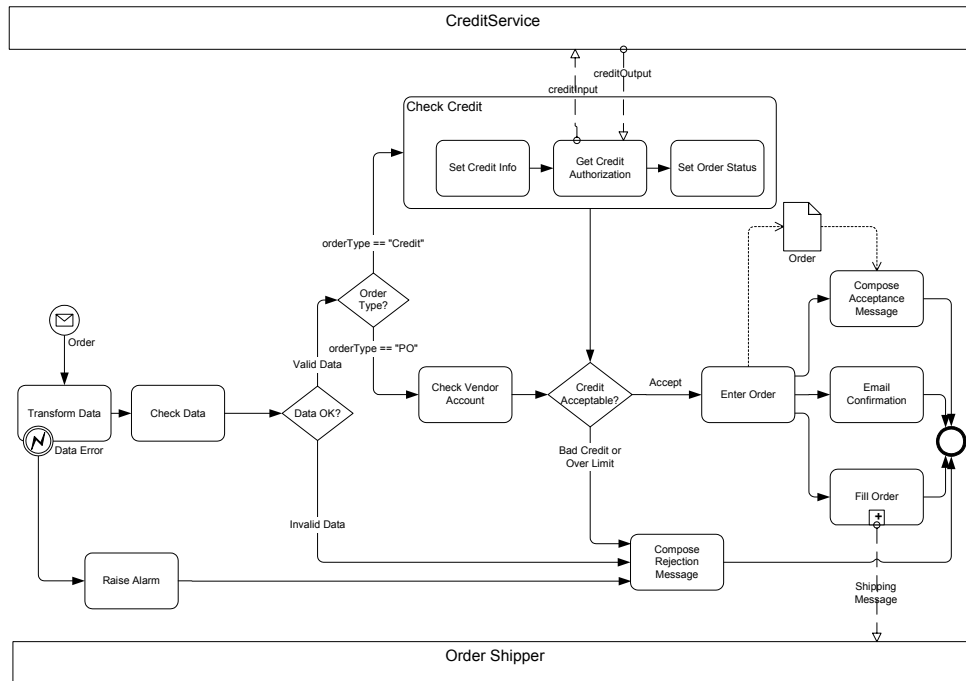 CreditService
creditOutput
creditInput
Check Credit
Set Credit Info
Get Credit
Authorization
Set Order Status
orderType == "Credit"
Order
Order
Type?
Compose
Acceptance
Message
Order
orderType == "PO"
Valid Data
Transform Data
Check Data
Data OK?
Check Vendor
Account
Credit
Acceptable?
Accept
Enter Order
Email
Confirmation
Data Error
Bad Credit or
Over Limit
Fill Order
Invalid Data
Compose
Rejection
Message
Raise Alarm
Shipping
Message
Order Shipper